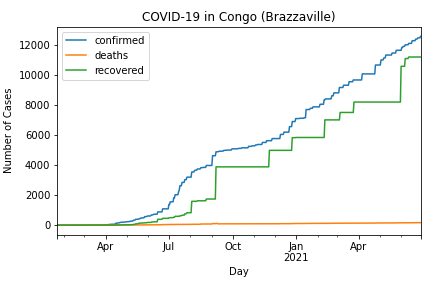 COVID-19 in Congo (Brazzaville)
confirmed
deaths
recovered
12000
10000
8000
6000
4000
2000
0
Number of Cases
Apr
Jul
Oct
Jan
2021
Apr
Day